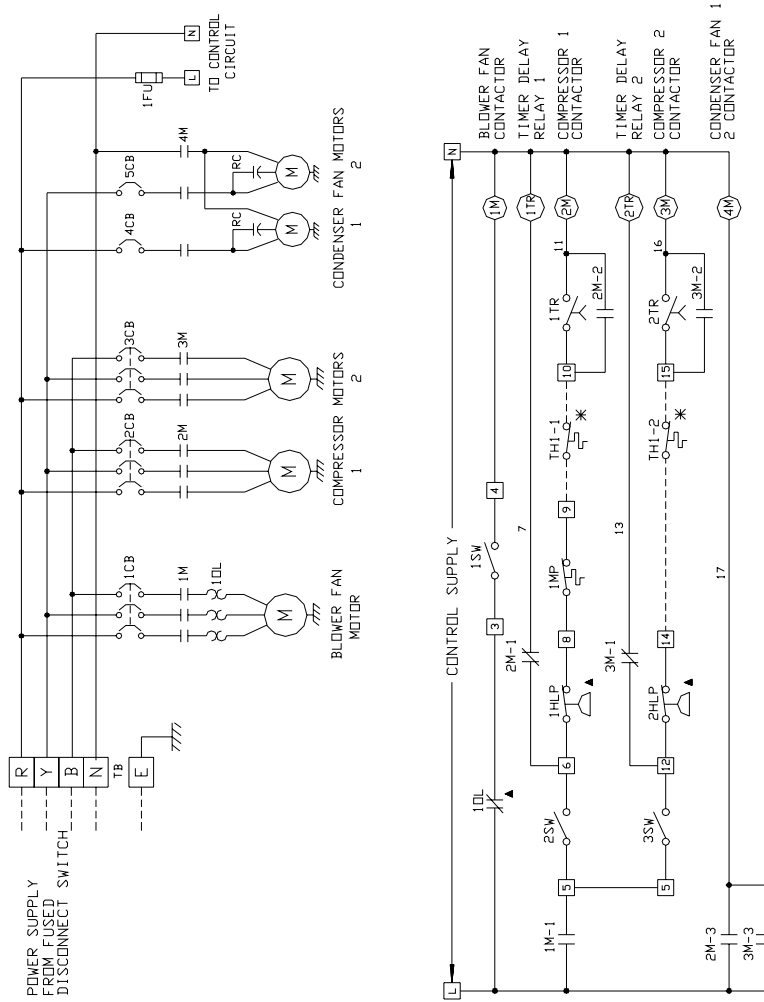 POWER SUPPLY
FROM FUSED
DISCONNECT SWITCH
R
Y
B
N
TB
E
1CB
1M
1OL
BLOWER FAN
MOTOR
2CB
2M
3CB
3M
1
2
COMPRESSOR MOTORS
4CB
5CB
4M
RC
RC
M
M
M
M
M
1
2
CONDENSER FAN MOTORS
1FU
L
N
TO CONTROL
CIRCUIT
L
CONTROL SUPPLY
N
1OL
3
1SW
4
1M
BLOWER FAN
CONTACTOR
2M-1
7
1TR
TIMER DELAY
RELAY 1
1M-1
5
2SW
6
1HLP
8
1MP
9
TH1-1
*
10
1TR
2M-2
11
2M
COMPRESSOR 1
CONTACTOR
3M-1
13
2TR
TIMER DELAY
RELAY 2
5
3SW
12
2HLP
14
TH1-2
*
15
2TR
3M-2
16
3M
COMPRESSOR 2
CONTACTOR
2M-3
17
4M
CONDENSER FAN 1
2 CONTACTOR
3M-3